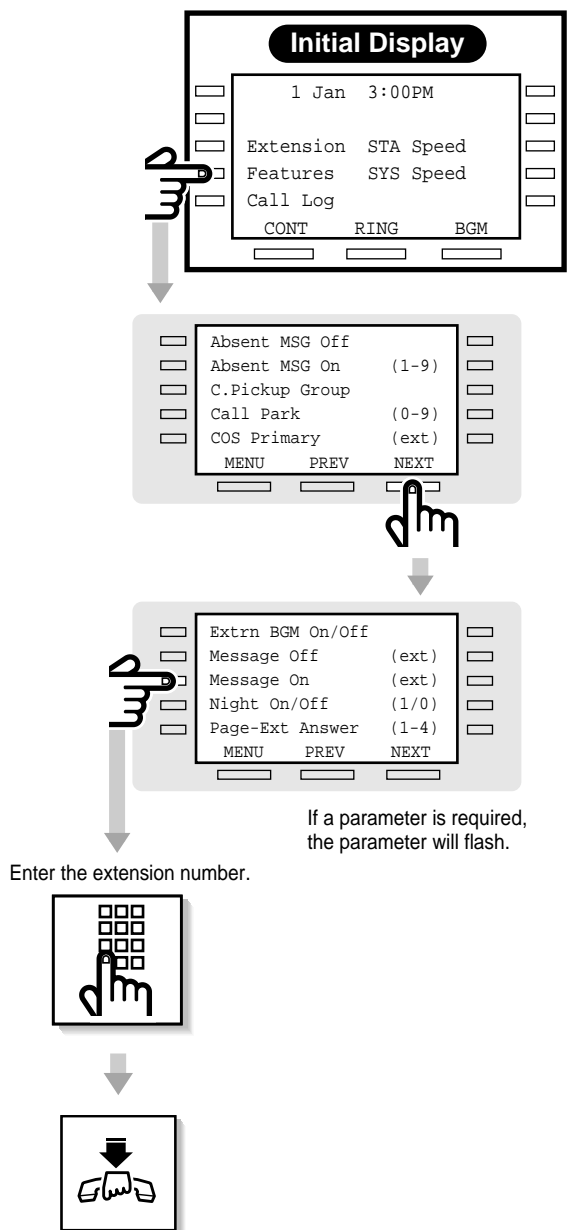 Initial Display
1 Jan 3:00PM
Extension STA Speed
Features SYS Speed
Call Log
CONT RING BGM
Absent MSG Off
Absent MSG On (1-9)
C.Pickup Group
Call Park (0-9)
COS Primary (ext)
MENU PREV NEXT
Extrn BGM On/Off
Message Off (ext)
Message On (ext)
Night On/Off (1/0)
Page-Ext Answer (1-4)
MENU PREV NEXT
If a parameter is required,
the parameter will flash.
Enter the extension number.